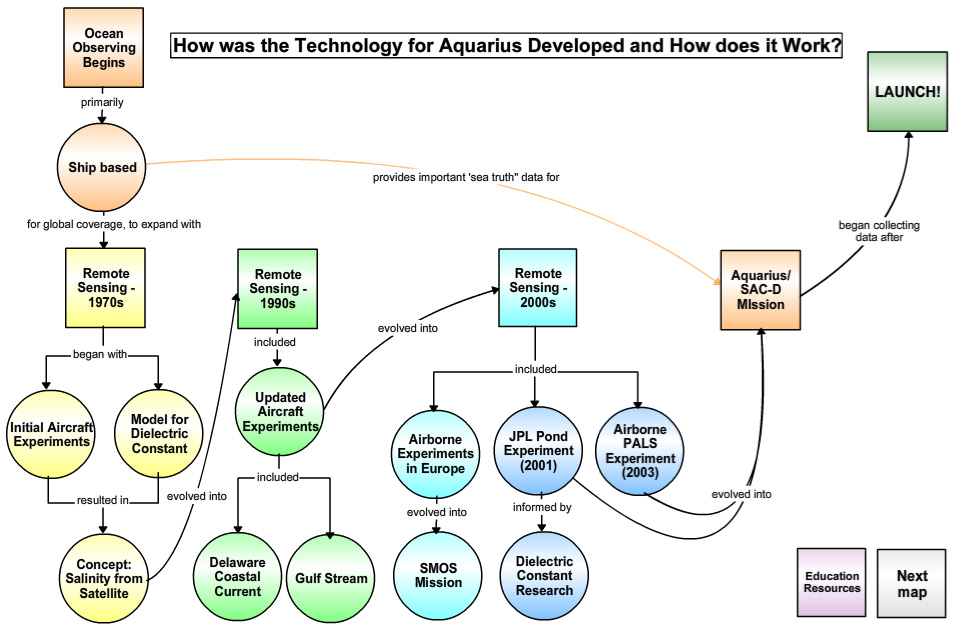 How was the Technology for Aquarius Developed and How does it Work?
Ocean
Observing
Begins
primarily
Ship based
provides important 'sea truth" data for
for global coverage, to expand with
LAUNCH!
began collecting
data after
Aquarius/
SAC-D
MIssion
Remote
Sensing -
1970s
began with
Initial Aircraft
Experiments
Model for
Dielectric
Constant
resulted in
Concept:
Salinity from
Satellite
evolved into
Remote
Sensing -
1990s
included
Updated
Aircraft
Experiments
included
Delaware
Coastal
Current
Gulf Stream
evolved into
Remote
Sensing -
2000s
included
Airborne
Experiments
in Europe
evolved into
SMOS
Mission
JPL Pond
Experiment
(2001)
informed by
Dielectric
Constant
Research
Airborne
PALS
Experiment
(2003)
evolved into
Education
Resources
Next
map